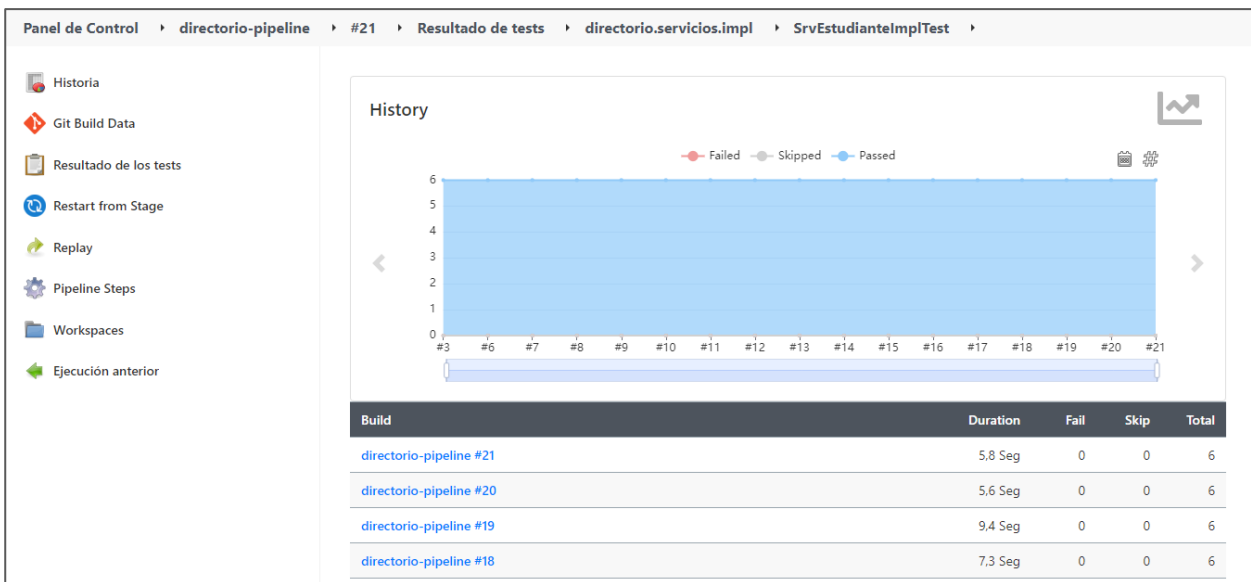 Panel de Control directorio-pipeline #21 Resultado de tests directorio.servicios.impl SrvEstudianteImplTest
Historia
Git Build Data
Resultado de los tests
Restart from Stage
Replay
Pipeline Steps
Workspaces
Ejecución anterior
History
Failed Skipped Passed
6
5
4
3
2
1
0
#3 #6 #7 #8 #9 #10 #11 #12 #13 #14 #15 #16 #17 #18 #19 #20 #21
Build Duration Fail Skip Total
directorio-pipeline #21 5,8 Seg 0 0 6
directorio-pipeline #20 5,6 Seg 0 0 6
directorio-pipeline #19 9,4 Seg 0 0 6
directorio-pipeline #18 7,3 Seg 0 0 6